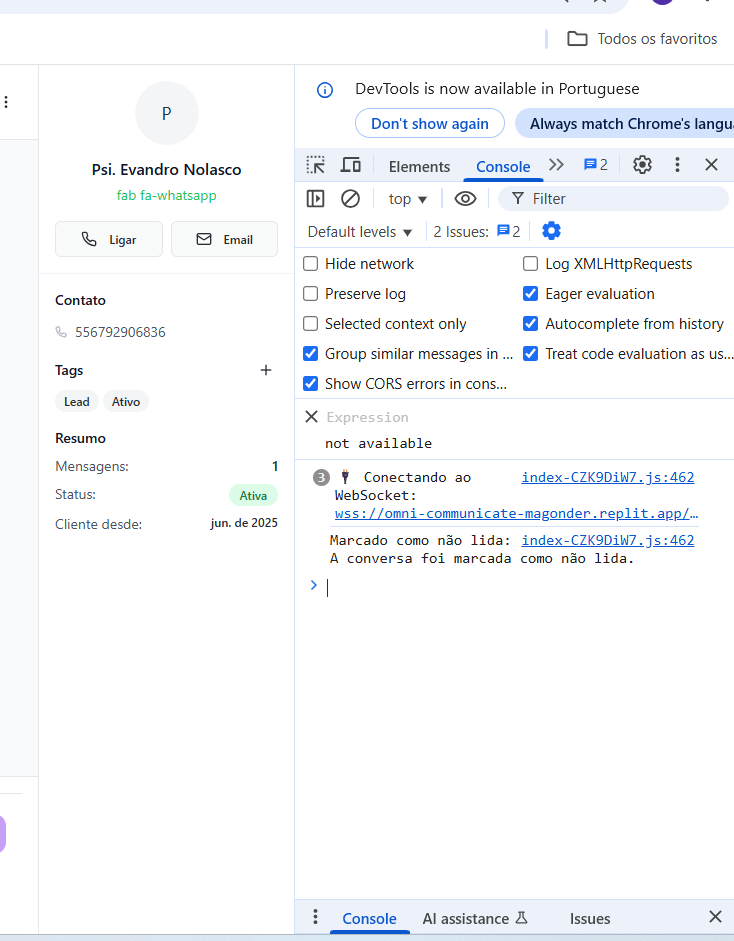 Todos os favoritos
P
Psi. Evandro Nolasco
fab fa-whatsapp
Ligar
Email
Contato
556792906836
Tags
Lead
Ativo
Resumo
Mensagens: 1
Status: Ativa
Cliente desde: jun. de 2025
DevTools is now available in Portuguese
Don't show again
Always match Chrome's langu
Elements
Console
2
top
Filter
Default levels
2 Issues: 2
Hide network
Log XMLHttpRequests
Preserve log
Eager evaluation
Selected context only
Autocomplete from history
Group similar messages in ...
Treat code evaluation as us...
Show CORS errors in cons...
Expression
not available
3 Conectando ao index-CZK9DiW7.js:462
WebSocket:
wss://omni-communicate-magonder.replit.app/…
Marcado como não lida: index-CZK9DiW7.js:462
A conversa foi marcada como não lida.
Console
AI assistance
Issues